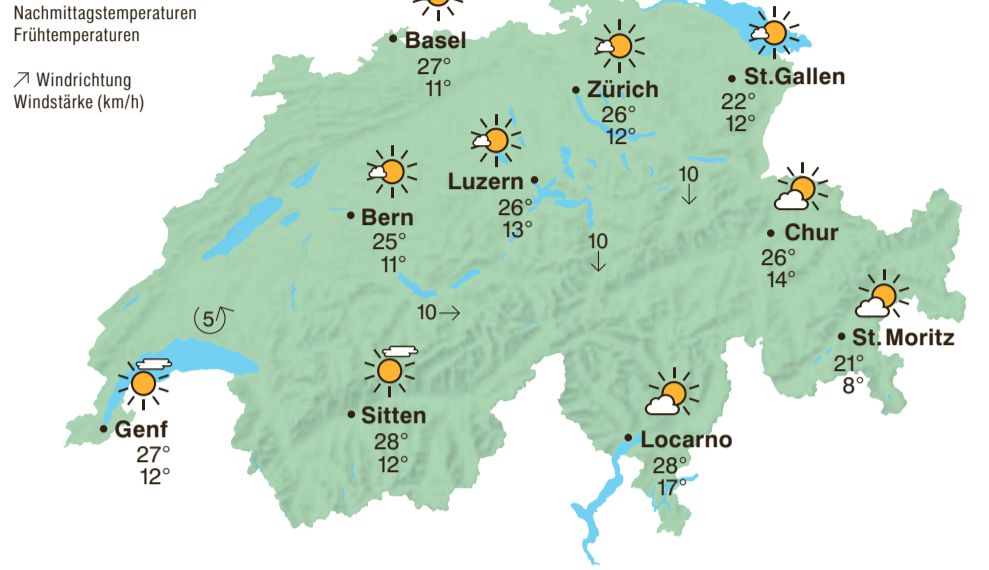 Nachmittagstemperaturen
Frühtemperaturen
Windrichtung
Windstärke (km/h)
Basel
27°
11°
Zürich
26°
12°
St.Gallen
22°
12°
Luzern
26°
13°
Bern
25°
11°
10
10
Chur
26°
14°
10
5
St. Moritz
21°
8°
Sitten
28°
12°
Genf
27°
12°
Locarno
28°
17°